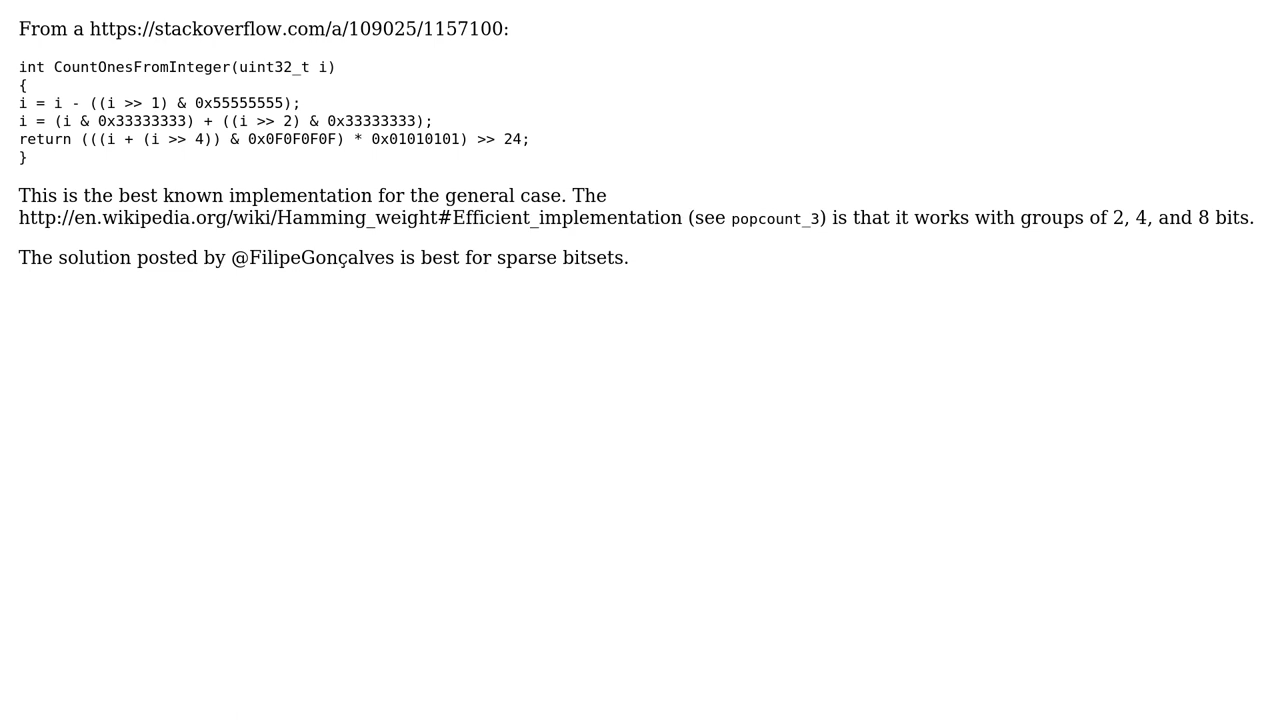 From a https://stackoverflow.com/a/109025/1157100:
int CountOnesFromInteger(uint32_t i)
{
i = i - ((i >> 1) & 0x55555555);
i = (i & 0x33333333) + ((i >> 2) & 0x33333333);
return (((i + (i >> 4)) & 0x0F0F0F0F) * 0x01010101) >> 24;
}
This is the best known implementation for the general case. The
http://en.wikipedia.org/wiki/Hamming_weight#Efficient_implementation (see popcount_3) is that it works with groups of 2, 4, and 8 bits.
The solution posted by @FilipeGonçalves is best for sparse bitsets.